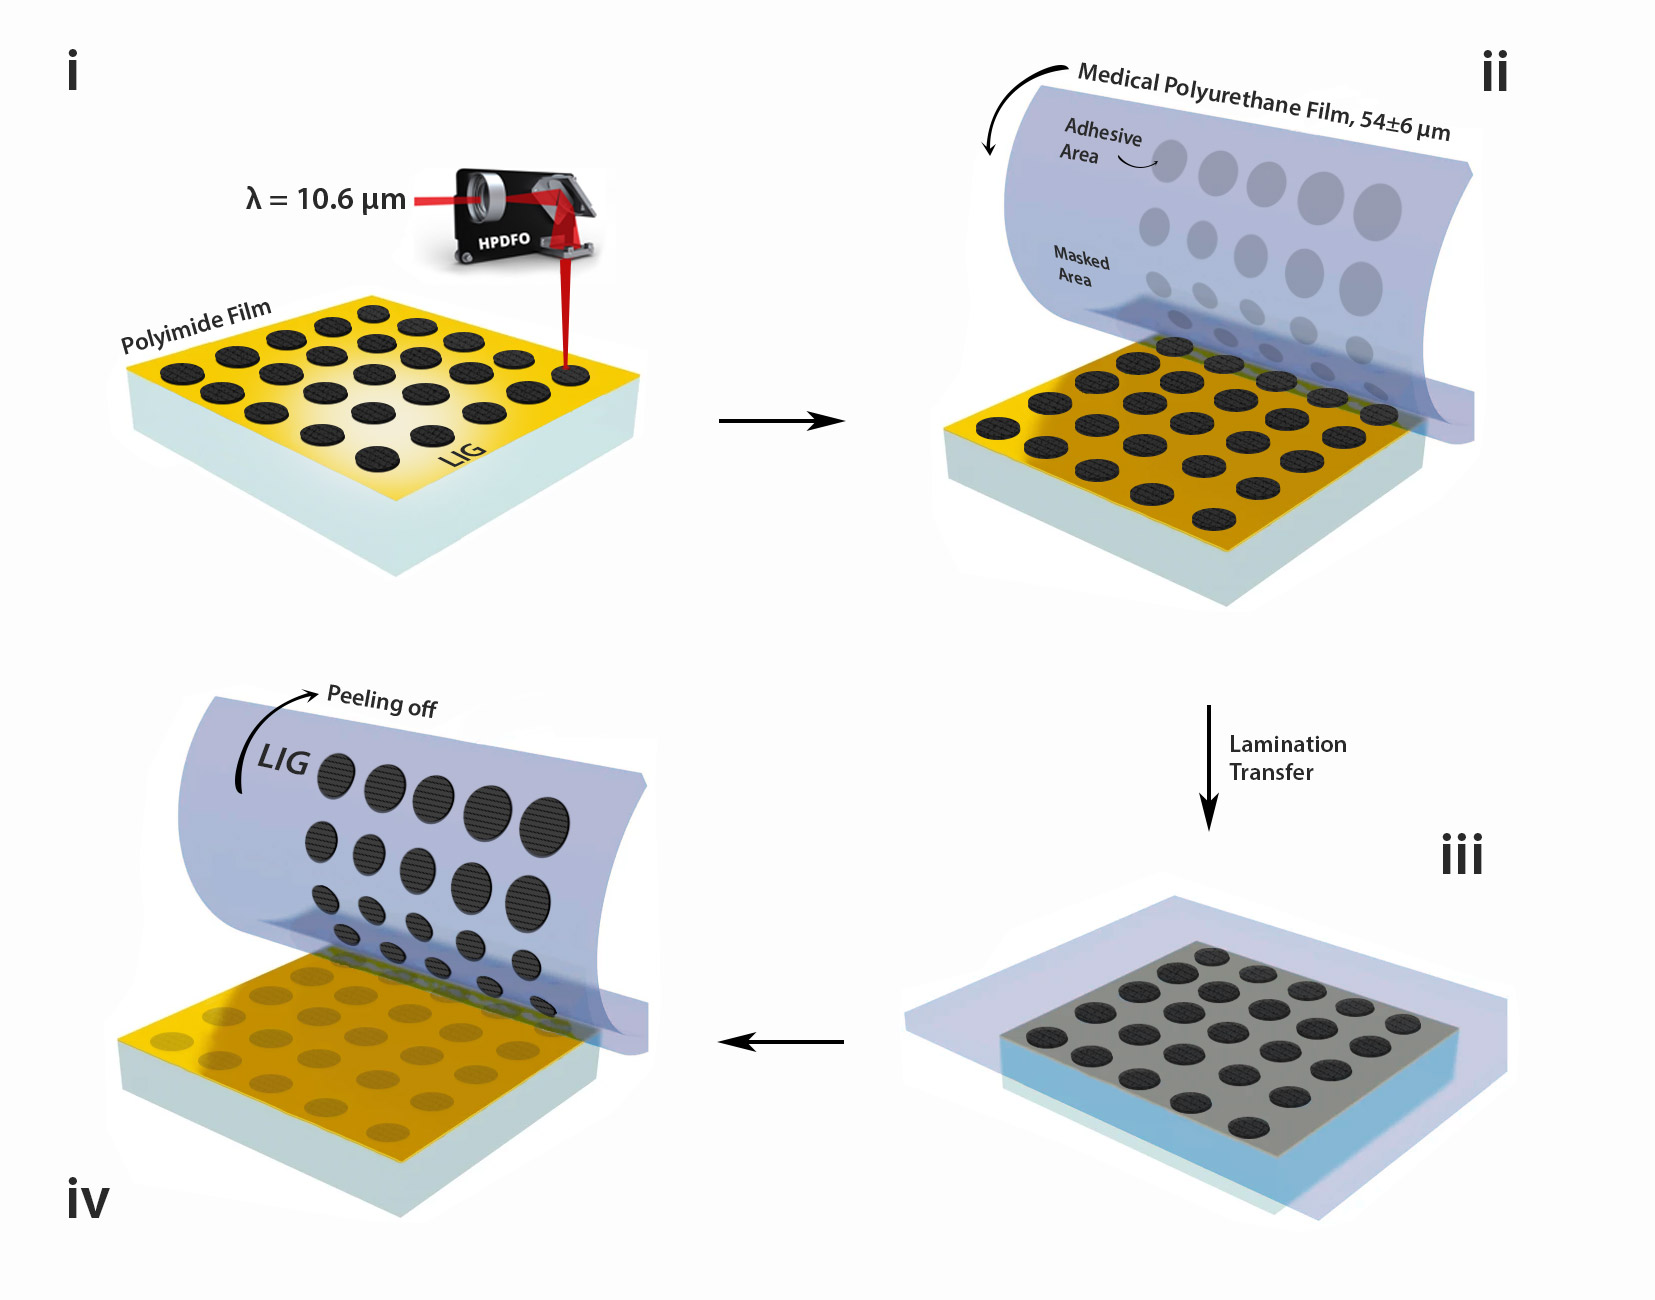 i
λ = 10.6 µm
HPDFO
Polyimide Film
LIG
ii
Medical Polyurethane Film, 54±6 µm
Adhesive
Area
Masked
Area
Lamination
Transfer
iii
Peeling off
LIG
iv